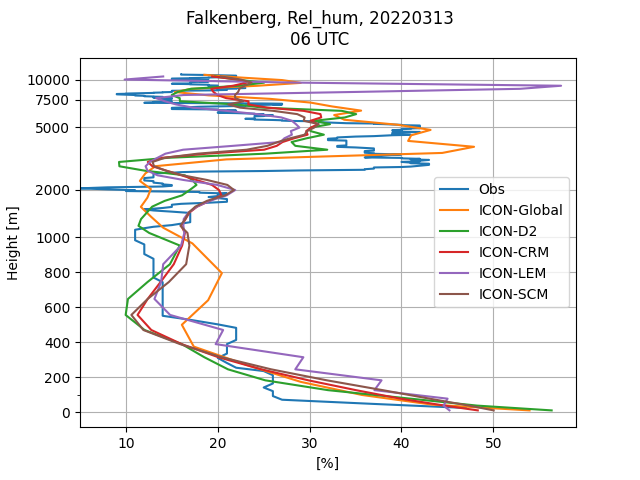 Falkenberg, Rel_hum, 20220313
06 UTC
Height [m]
10000
7500
5000
2000
1000
800
600
400
200
0
10
20
30
40
50
[%]
Obs
ICON-Global
ICON-D2
ICON-CRM
ICON-LEM
ICON-SCM